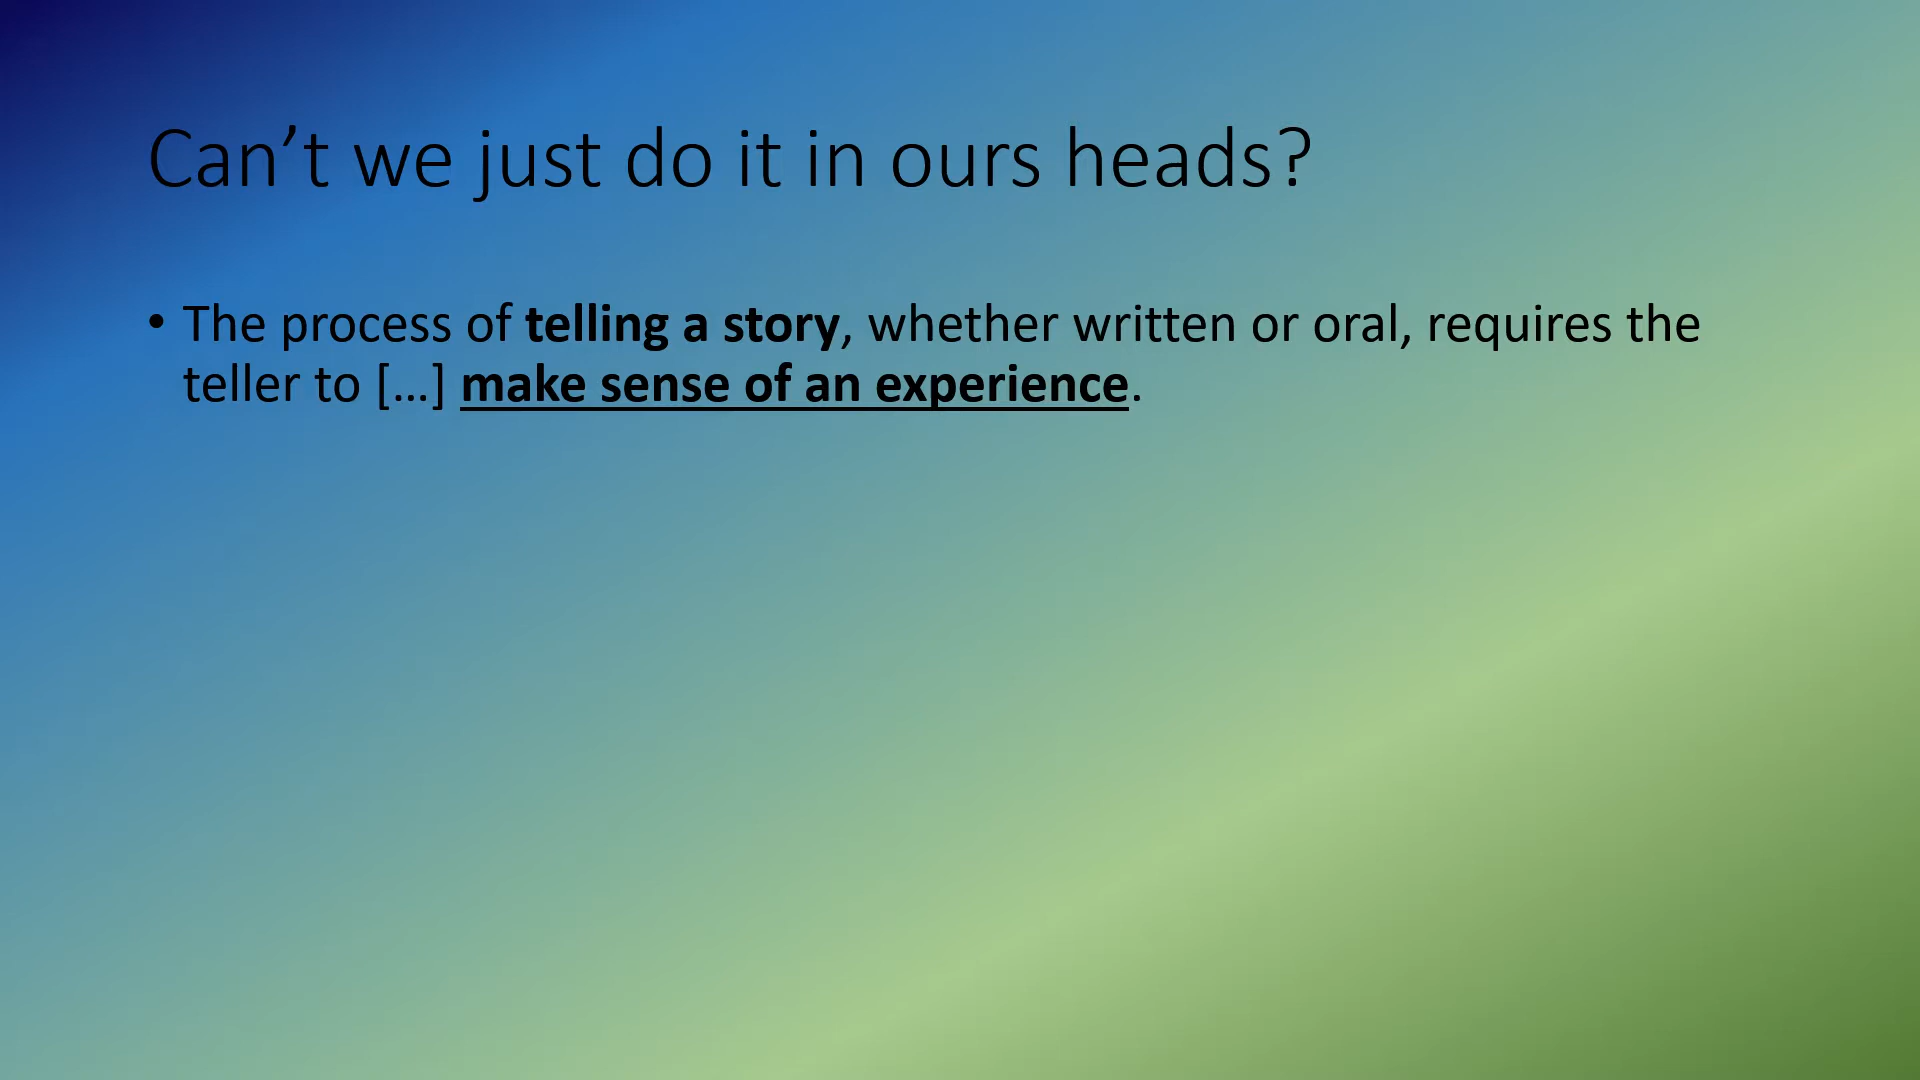 Can’t we just do it in ours heads?
• The process of telling a story, whether written or oral, requires the
teller to […] make sense of an experience.